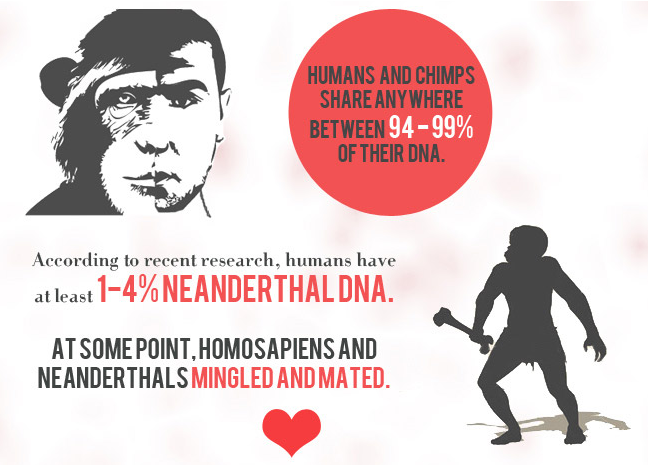 HUMANS AND CHIMPS
SHARE ANYWHERE
BETWEEN 94-99%
OF THEIR DNA.
According to recent research, humans have
at least 1-4% NEANDERTHAL DNA.
AT SOME POINT, HOMOSAPIENS AND
NEANDERTHALS MINGLED AND MATED.